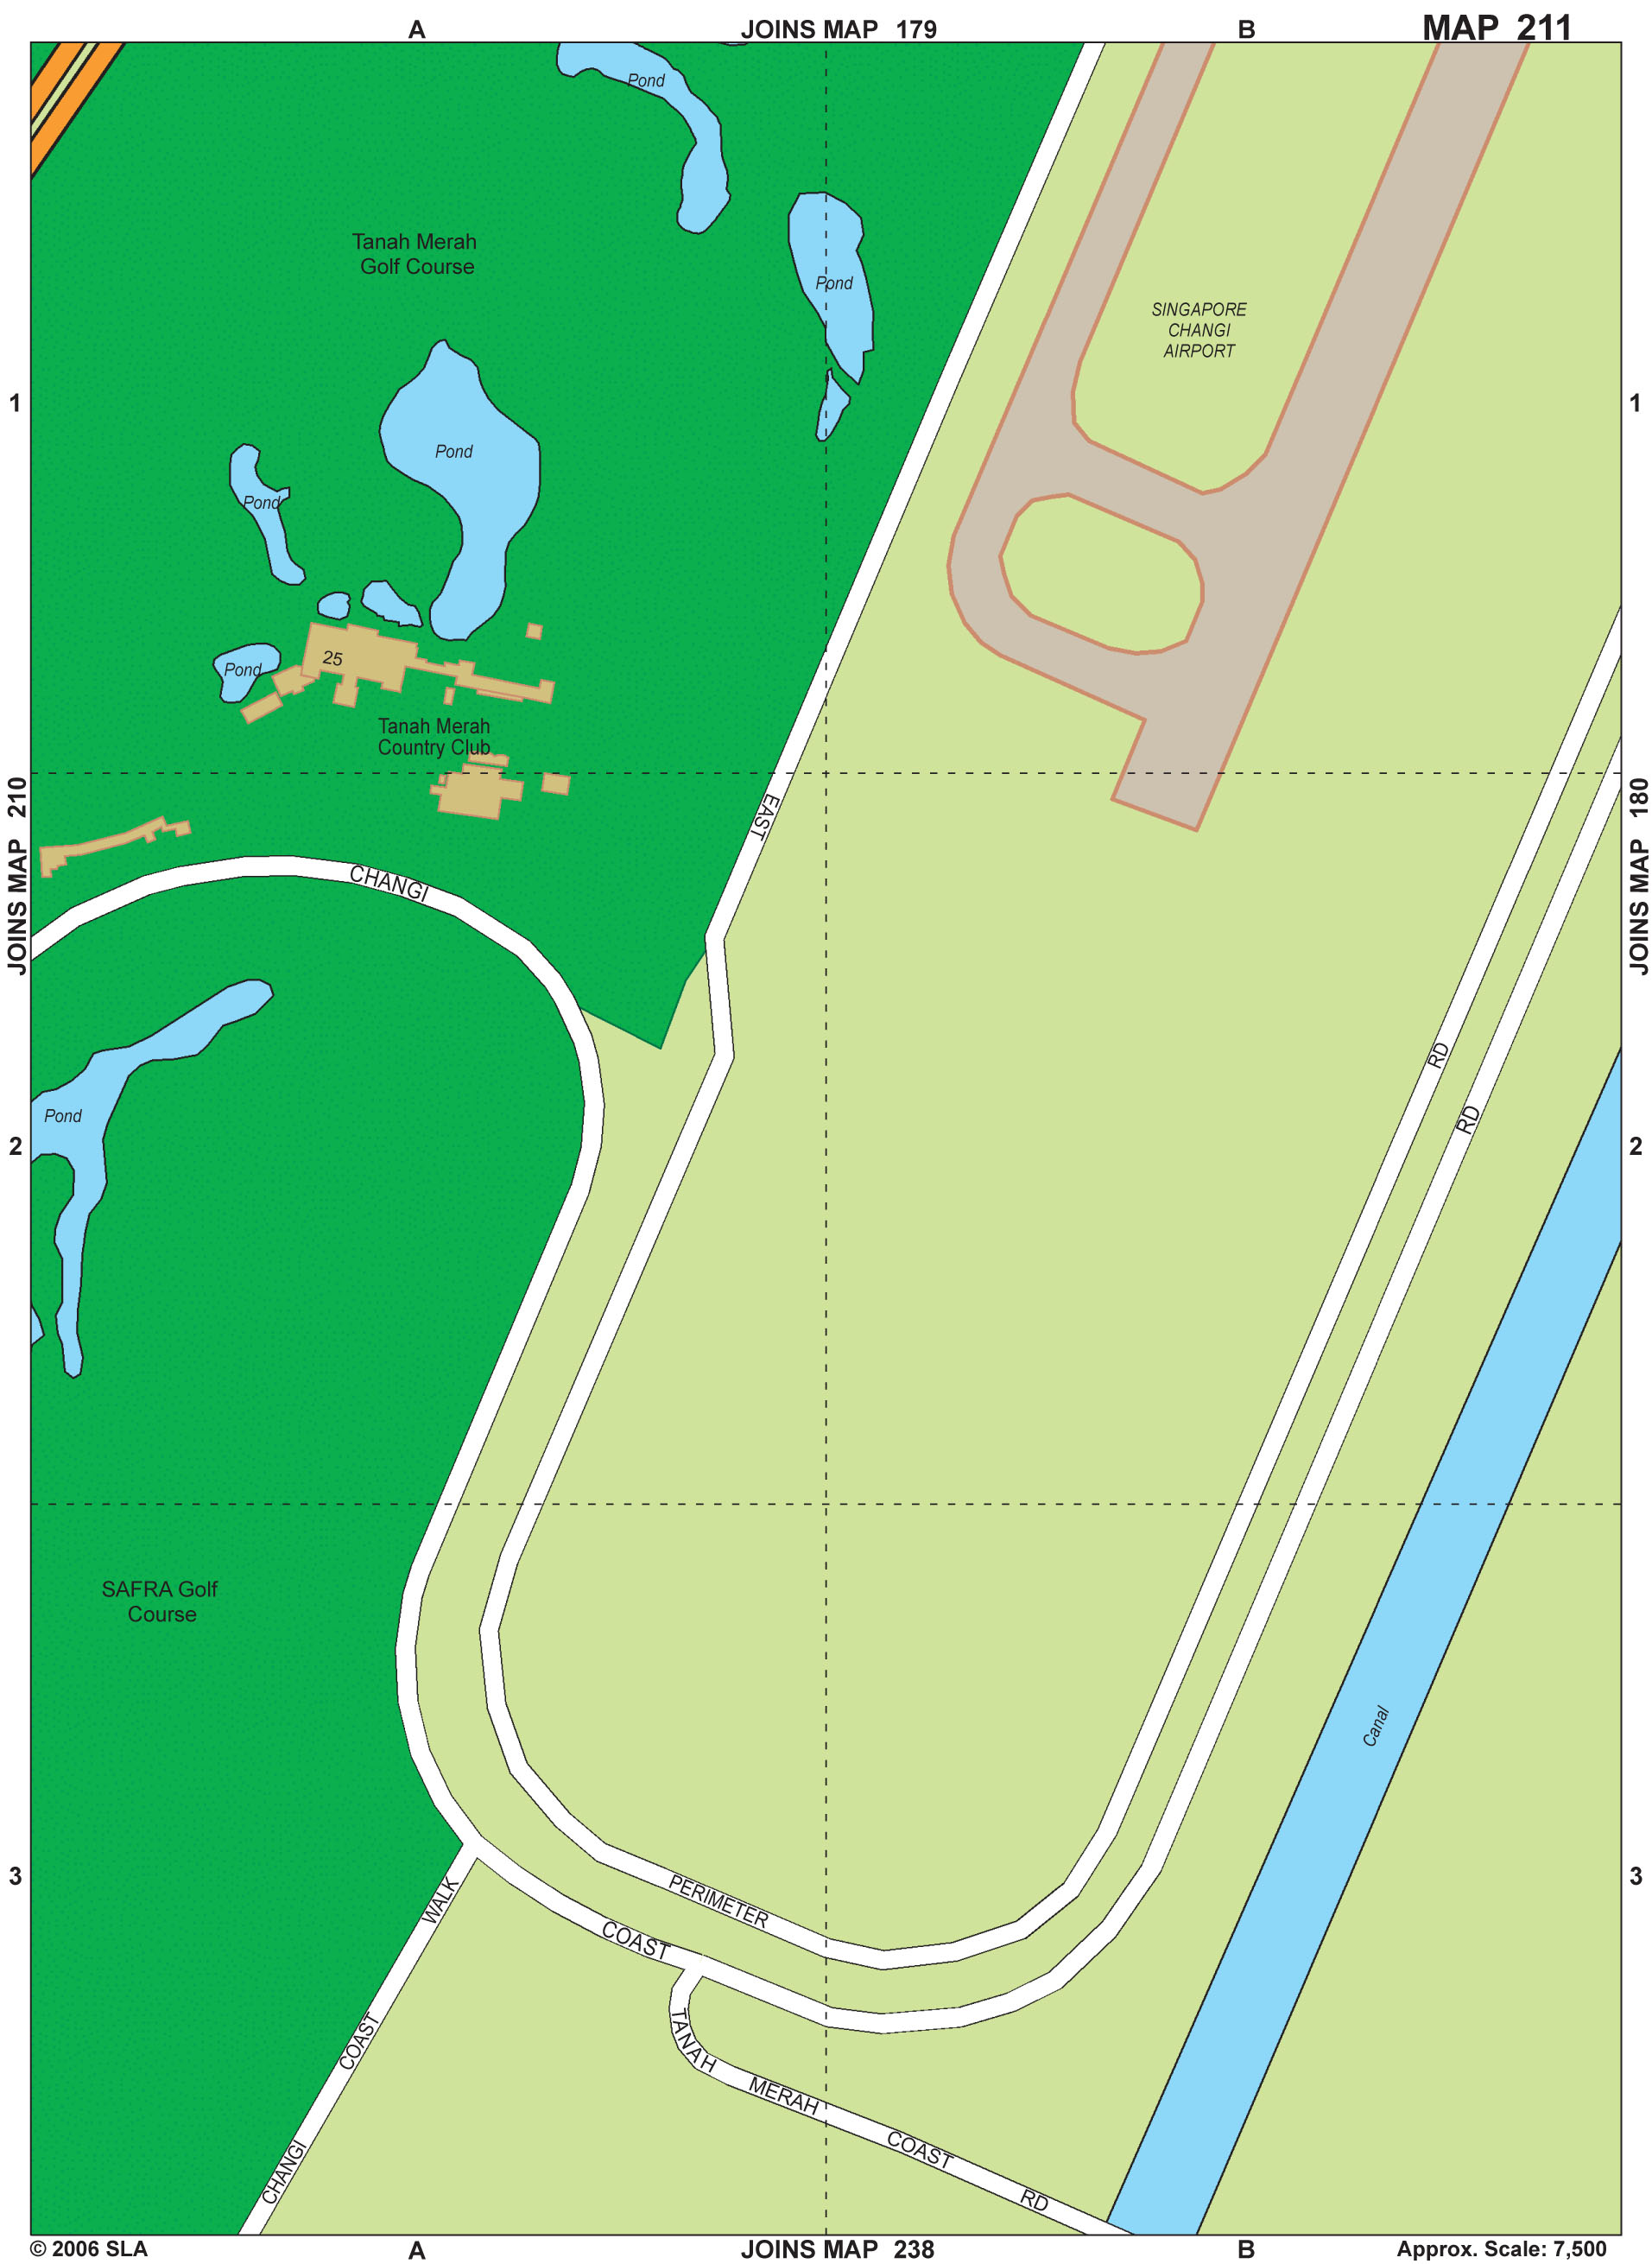 A JOINS MAP 179 B MAP 211
Pond
Tanah Merah
Golf Course
Pond
SINGAPORE
CHANGI
AIRPORT
1 1
Pond
Pond
25
Pond
Tanah Merah
Country Club
JOINS MAP 210
JOINS MAP 180
EAST
CHANGI
RD
Pond
RD
2 2
SAFRA Golf
Course
Canal
3 3
WALK
PERIMETER
COAST
COAST
TANAH
MERAH
COAST
CHANGI
RD
© 2006 SLA A JOINS MAP 238 B Approx. Scale: 7,500